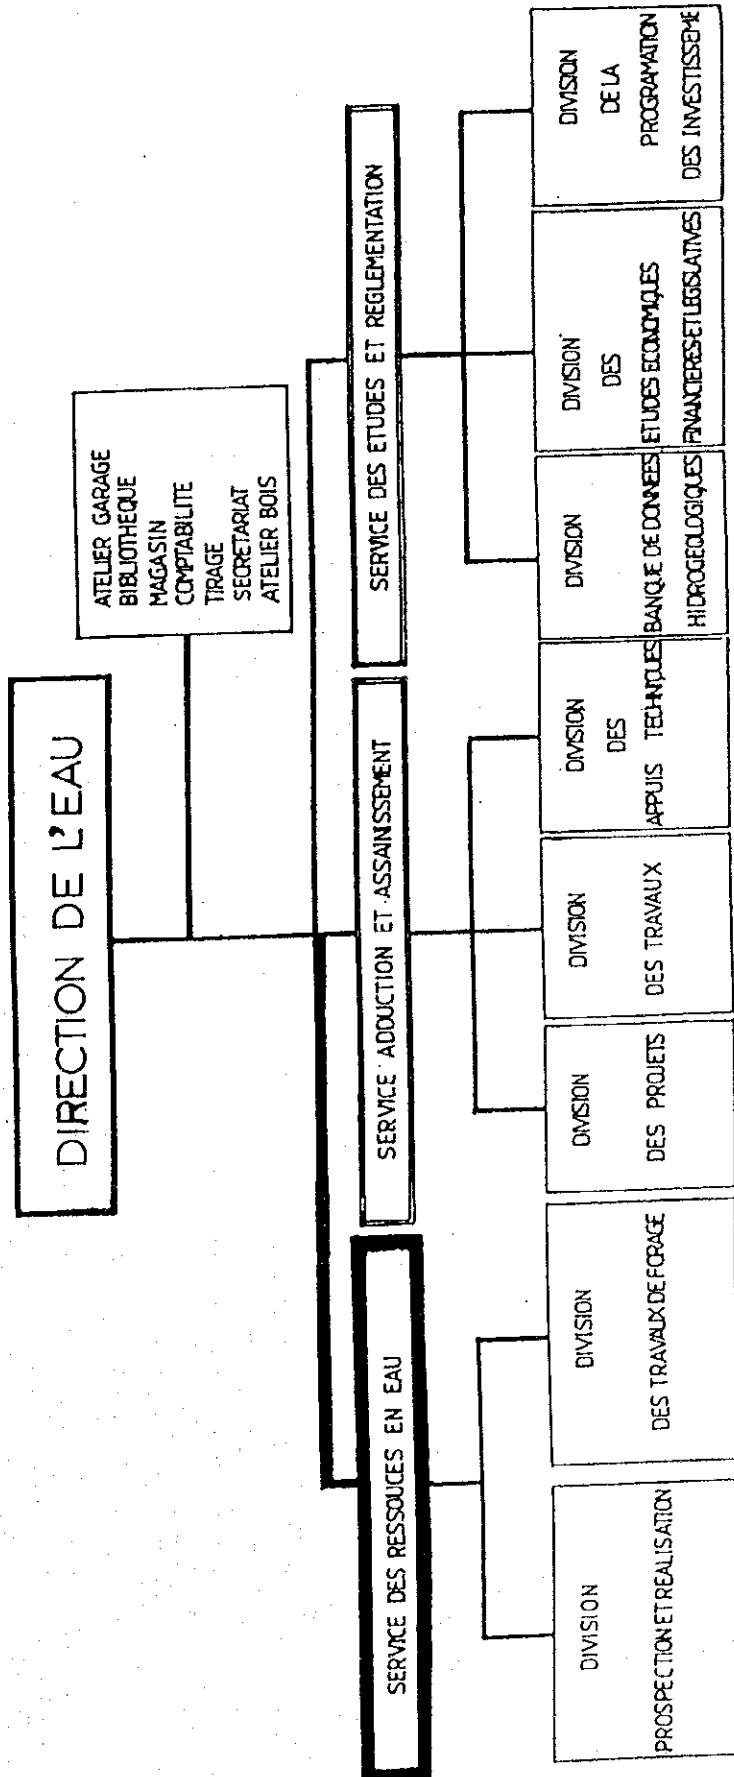 DIRECTION DE L'EAU
ATELIER GARAGE
BIBLIOTHEQUE
MAGASIN
COMPTABILITE
TIRAGE
SECRETARIAT
ATELIER BOIS
SERVICE DES RESSOUCES EN EAU
SERVICE ADDUCTION ET ASSAINISSEMENT
SERVICE DES ETUDES ET REGLEMENTATION
DIVISION
PROSPECTION ET REALISATION
DIVISION
DES TRAVAUX DE FORAGE
DIVISION
DES PROJETS
DIVISION
DES TRAVAUX
DIVISION
DES
APPUIS TECHNIQUES
DIVISION
BANQUE DE DONNEES
HIDROGEOLOGIQUES
DIVISION
DES
ETUDES ECONOMIQUES
FINANCIERES ET LEGISLATIVES
DIVISION
DE LA
PROGRAMATION
DES INVESTISSEME